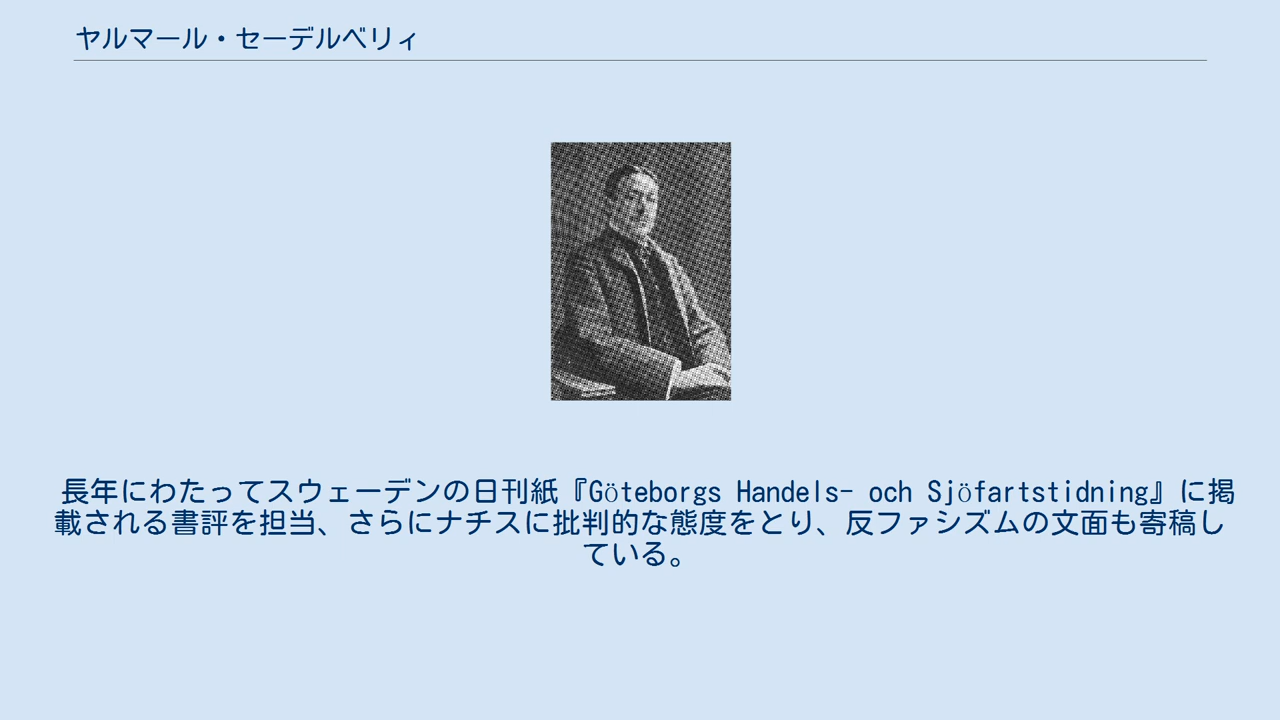 ヤルマール・セーデルベリィ
長年にわたってスウェーデンの日刊紙『Göteborgs Handels- och Sjöfartstidning』に掲
載される書評を担当、さらにナチスに批判的な態度をとり、反ファシズムの文面も寄稿し
ている。